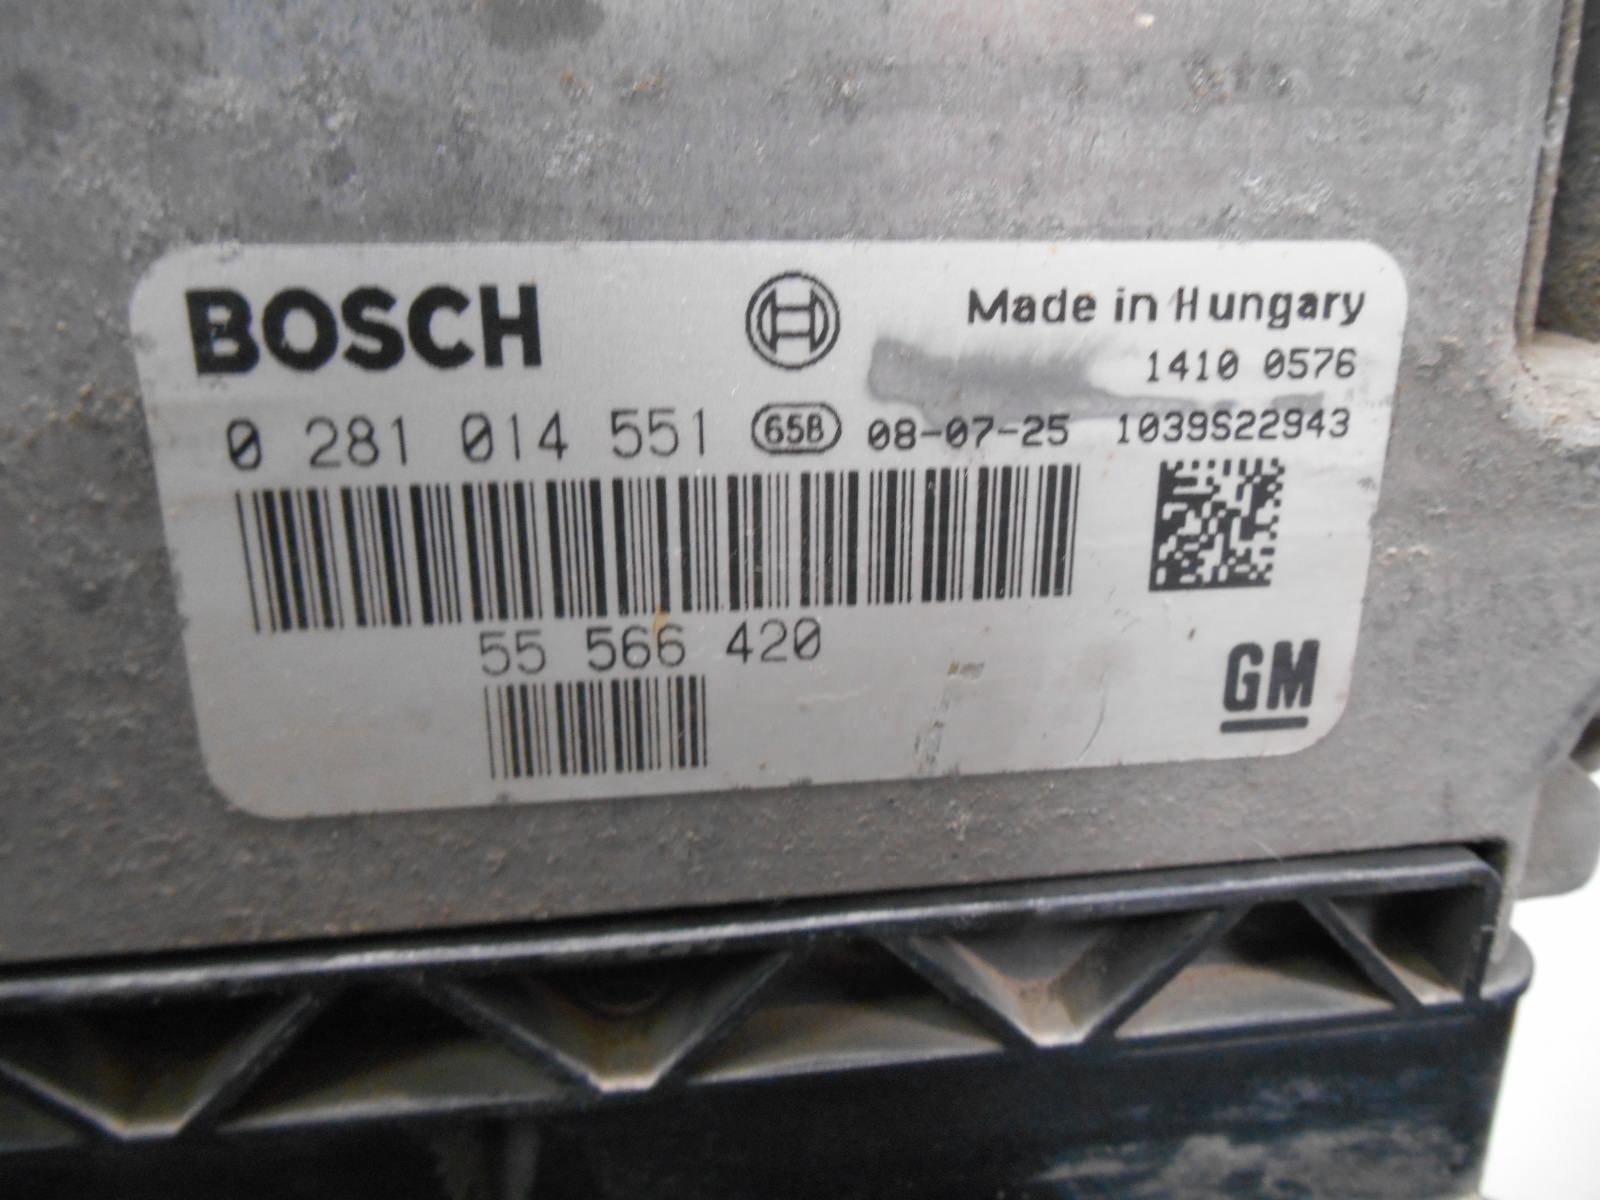 BOSCH
Made in Hungary
1410 0576
0 281 014 551 65B 08-07-25 1039S22943
55 566 420
GM